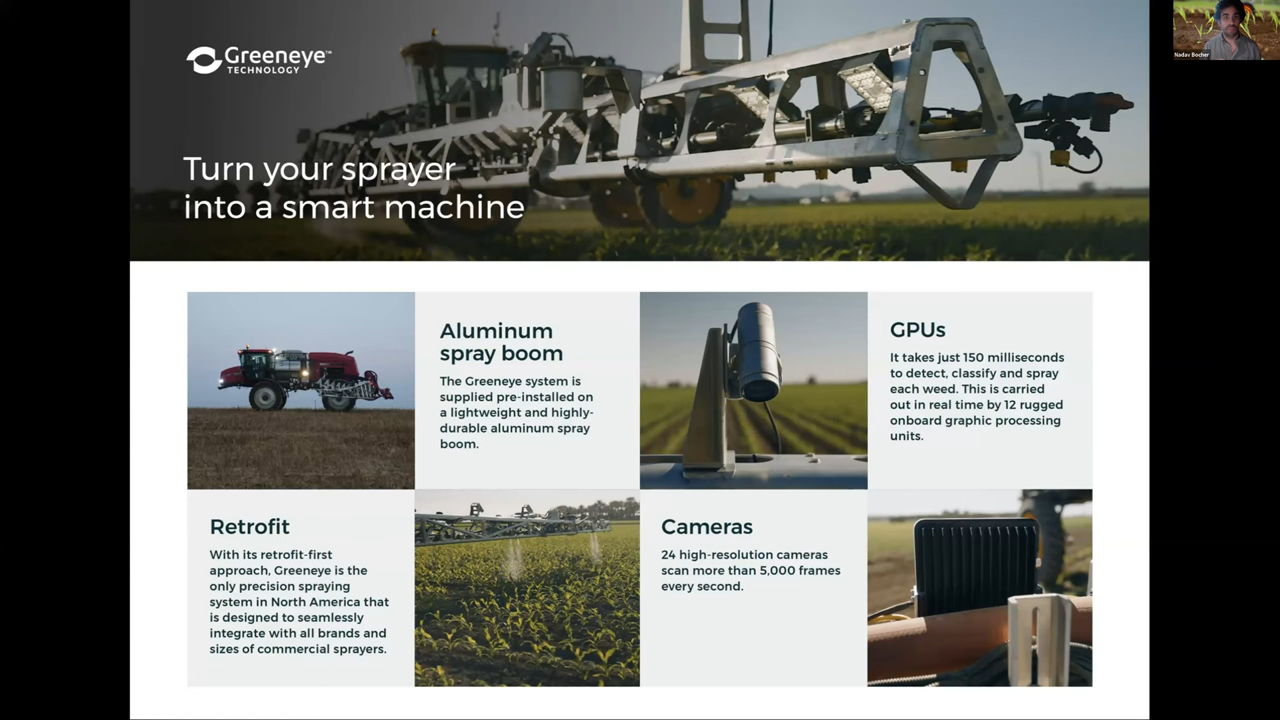 Greeneye™
TECHNOLOGY
Turn your sprayer
into a smart machine
Nadav Bocher
Aluminum
spray boom
The Greeneye system is
supplied pre-installed on
a lightweight and highly-
durable aluminum spray
boom.
GPUs
It takes just 150 milliseconds
to detect, classify and spray
each weed. This is carried
out in real time by 12 rugged
onboard graphic processing
units.
Retrofit
With its retrofit-first
approach, Greeneye is the
only precision spraying
system in North America that
is designed to seamlessly
integrate with all brands and
sizes of commercial sprayers.
Cameras
24 high-resolution cameras
scan more than 5,000 frames
every second.